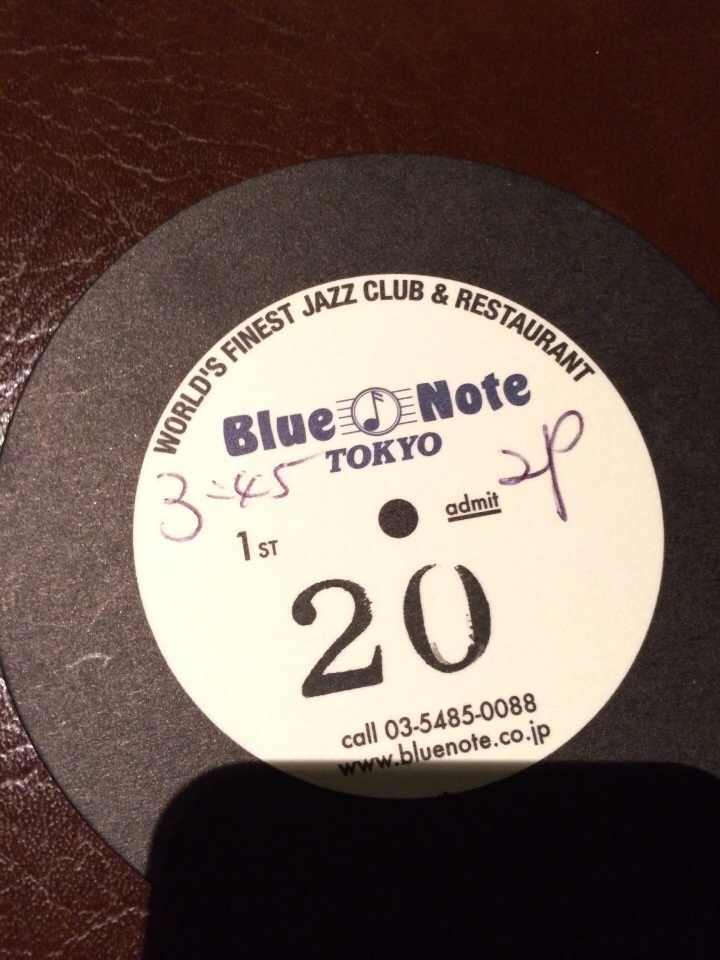 WORLD'S FINEST JAZZ CLUB & RESTAURANT
Blue Note
TOKYO
3:45
1ST admit 2P
20
call 03-5485-0088
www.bluenote.co.jp